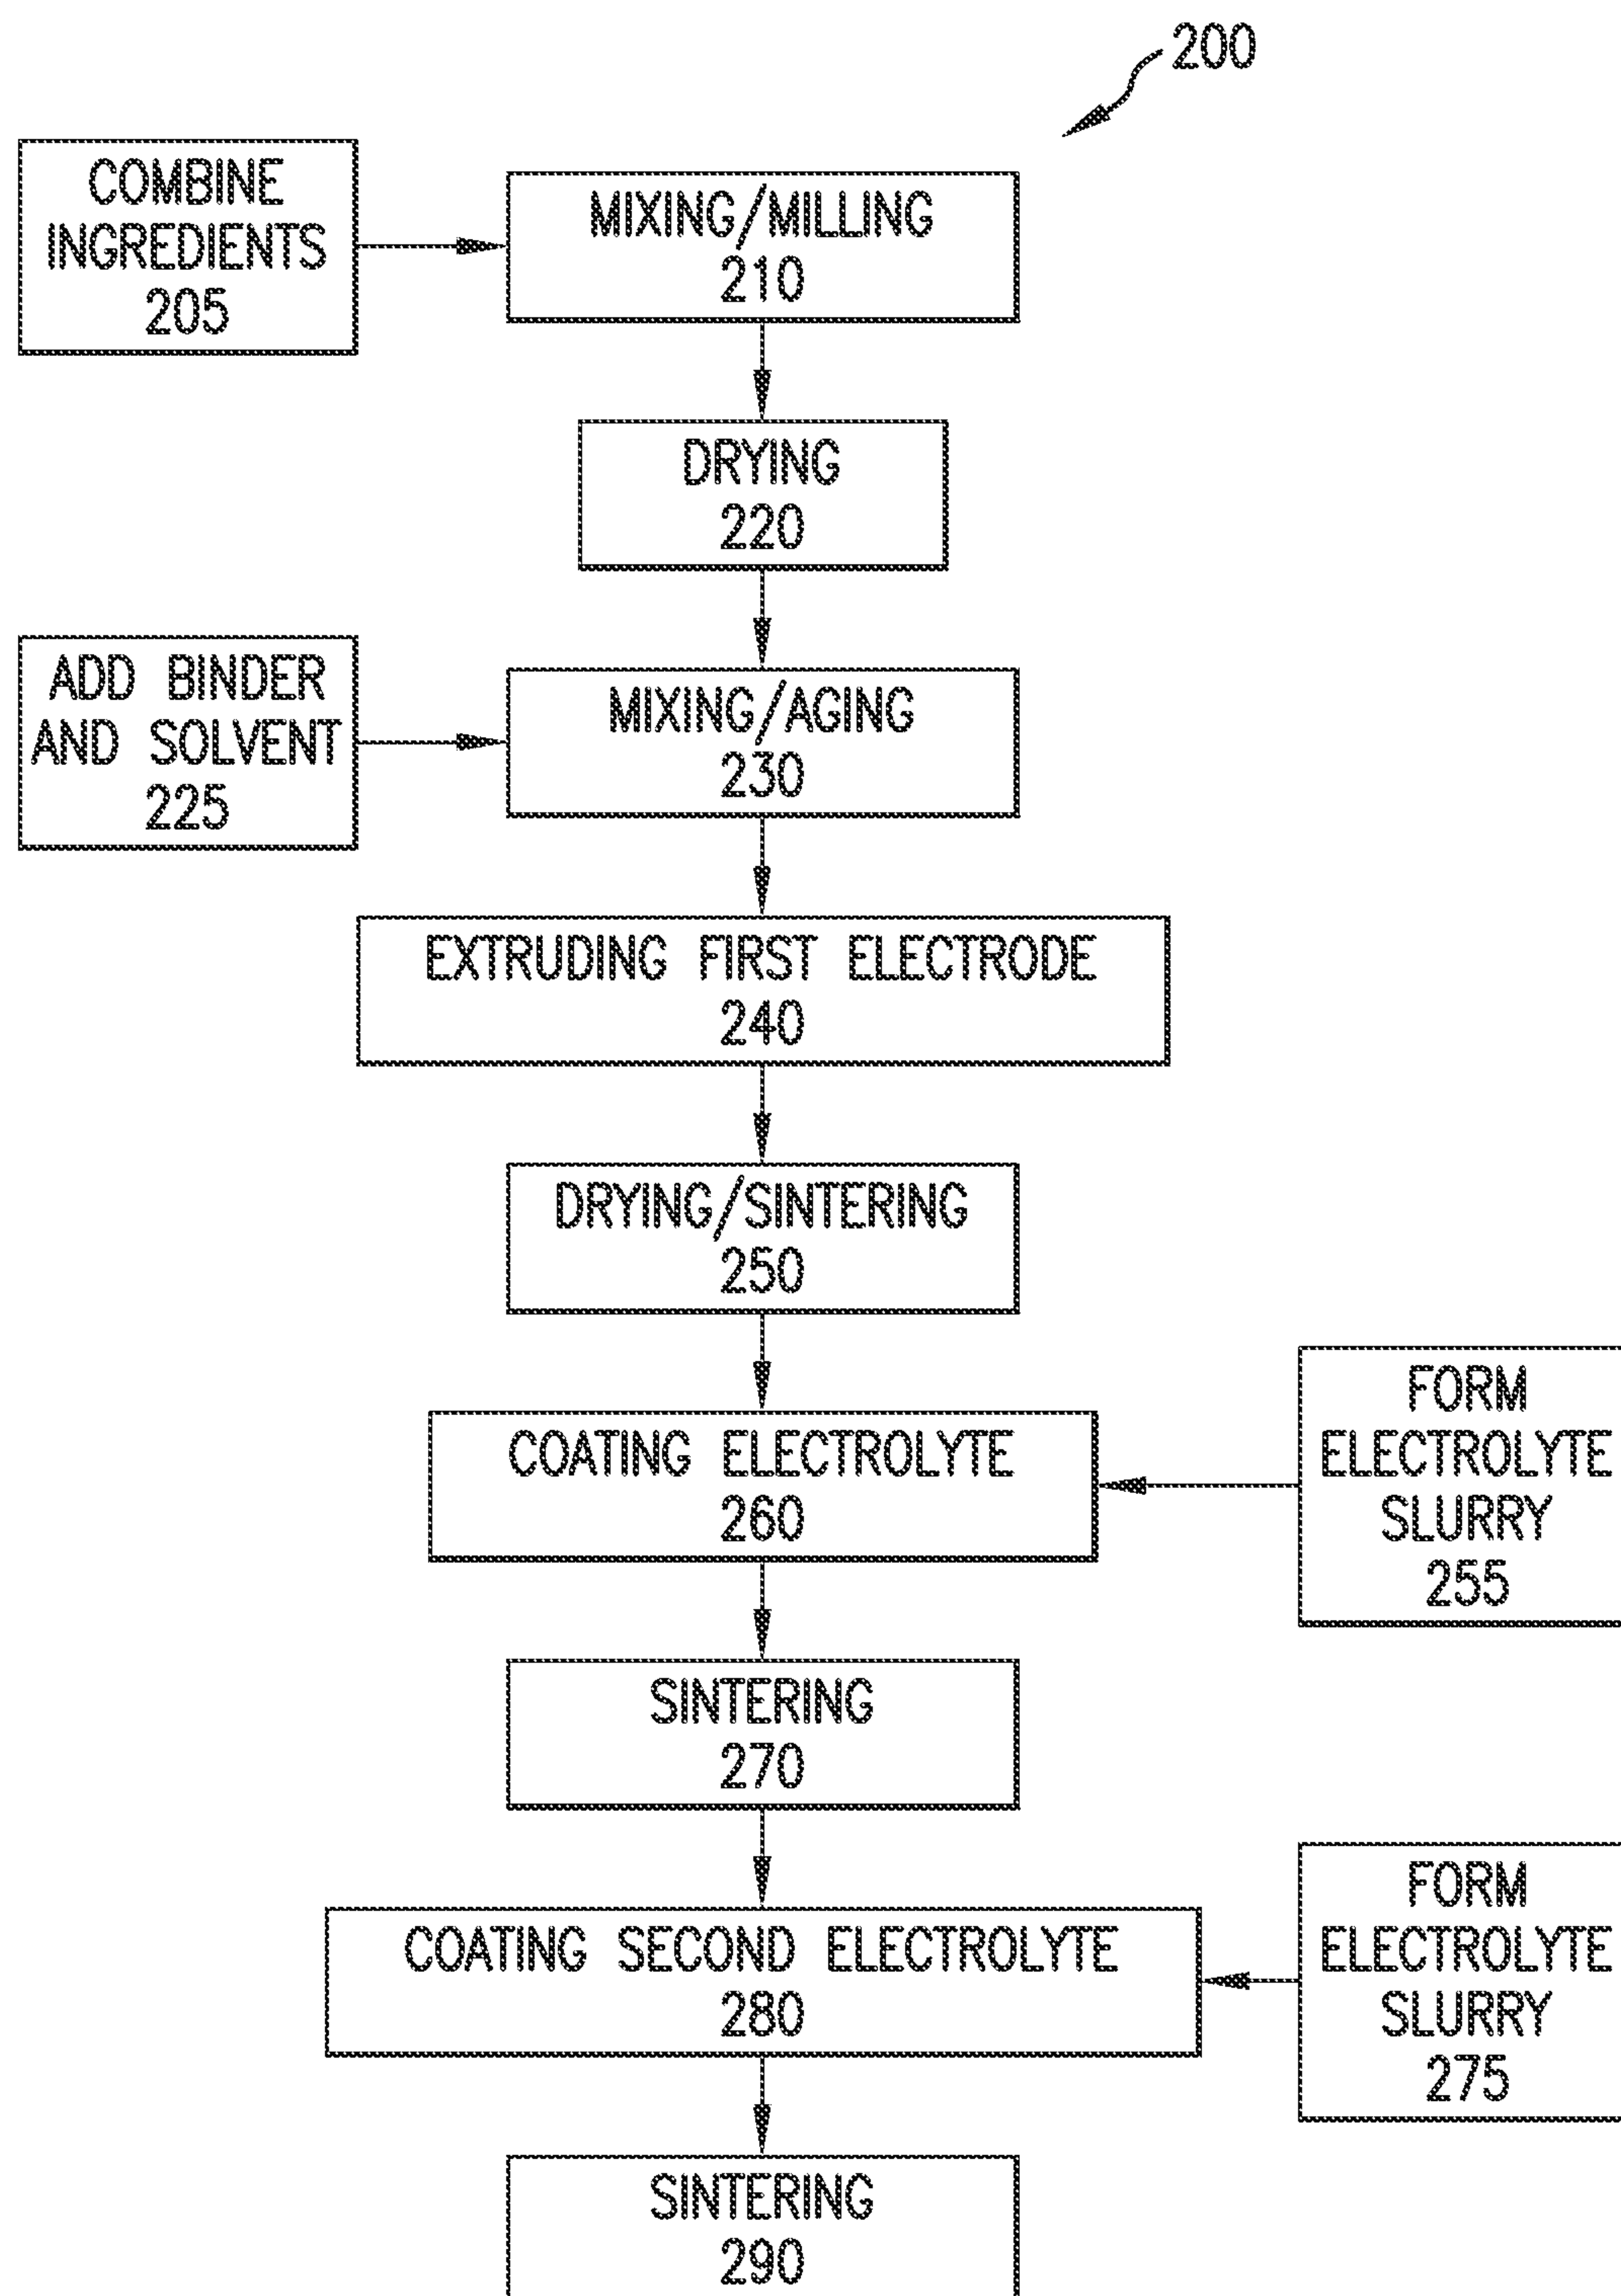 200
COMBINE
INGREDIENTS
205
MIXING/MILLING
210
DRYING
220
ADD BINDER
AND SOLVENT
225
MIXING/AGING
230
EXTRUDING FIRST ELECTRODE
240
DRYING/SINTERING
250
COATING ELECTROLYTE
260
FORM
ELECTROLYTE
SLURRY
255
SINTERING
270
COATING SECOND ELECTROLYTE
280
FORM
ELECTROLYTE
SLURRY
275
SINTERING
290